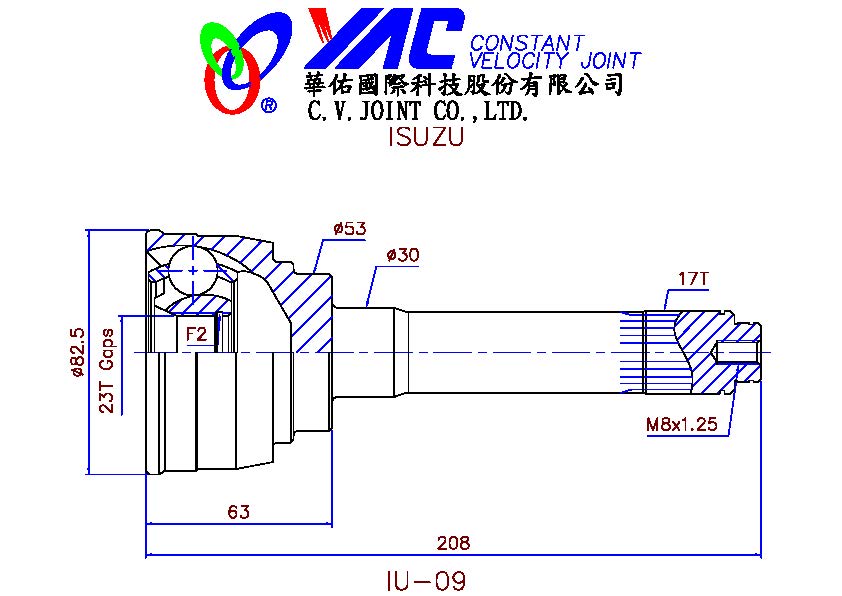 YAC CONSTANT
VELOCITY JOINT
華佑國際科技股份有限公司
®
C.V.JOINT CO.,LTD.
ISUZU
ø53
ø30
17T
ø82.5
23T Gaps
F2
M8x1.25
63
208
IU-09